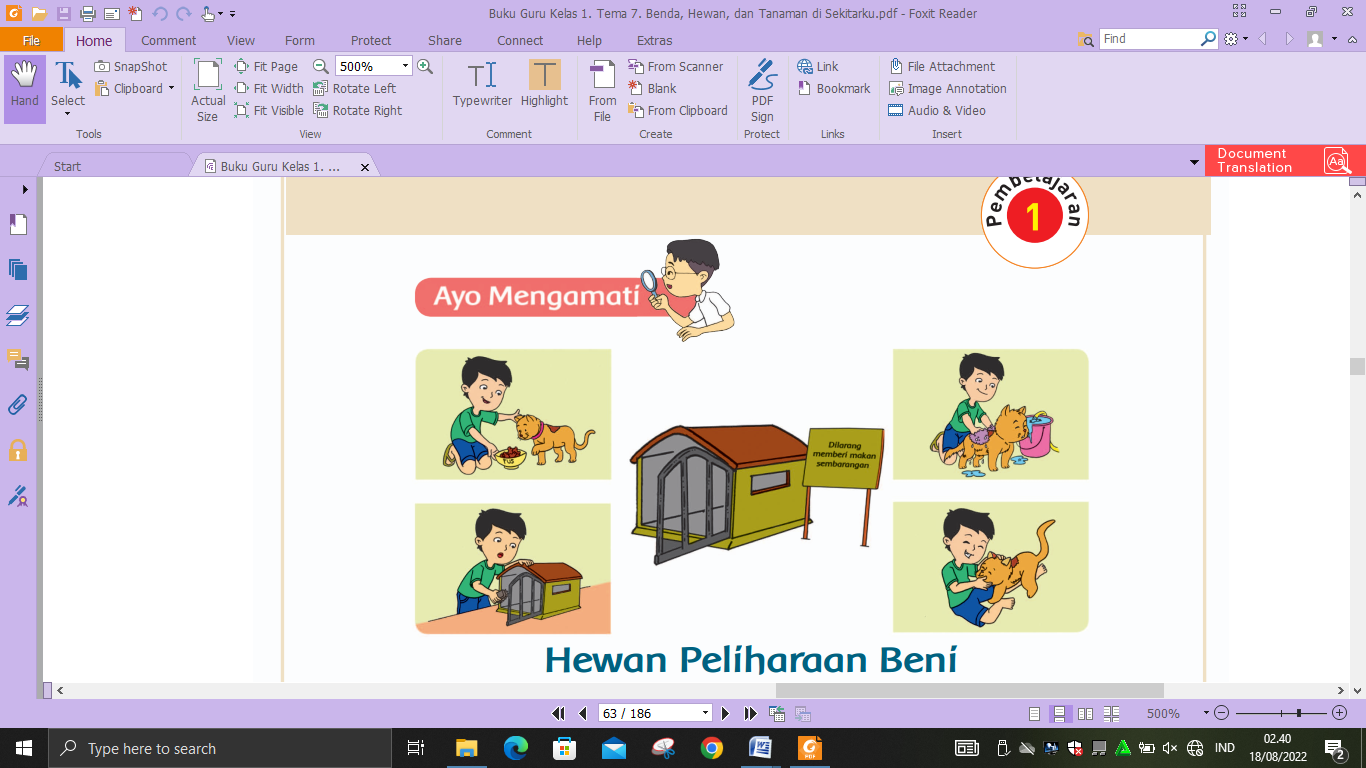 Buku Guru Kelas 1. Tema 7. Benda, Hewan, dan Tanaman di Sekitarku.pdf - Foxit Reader
File Home Comment View Form Protect Share Connect Help Extras Find
Hand
Select
SnapShot
Clipboard
Tools
Actual Size
Fit Page
Fit Width
Fit Visible
500%
Rotate Left
Rotate Right
View
Typewriter
Highlight
Comment
From File
From Scanner
Blank
From Clipboard
Create
PDF Sign
Protect
Link
Bookmark
Links
File Attachment
Image Annotation
Audio & Video
Insert
Start
Buku Guru Kelas 1. ...
Document
Translation
Pembelajaran
1
Ayo Mengamati
Dilarang
memberi makan
sembarangan
PUS
Hewan Peliharaan Beni
63 / 186
500%
Type here to search
IND
02.40
18/08/2022
2